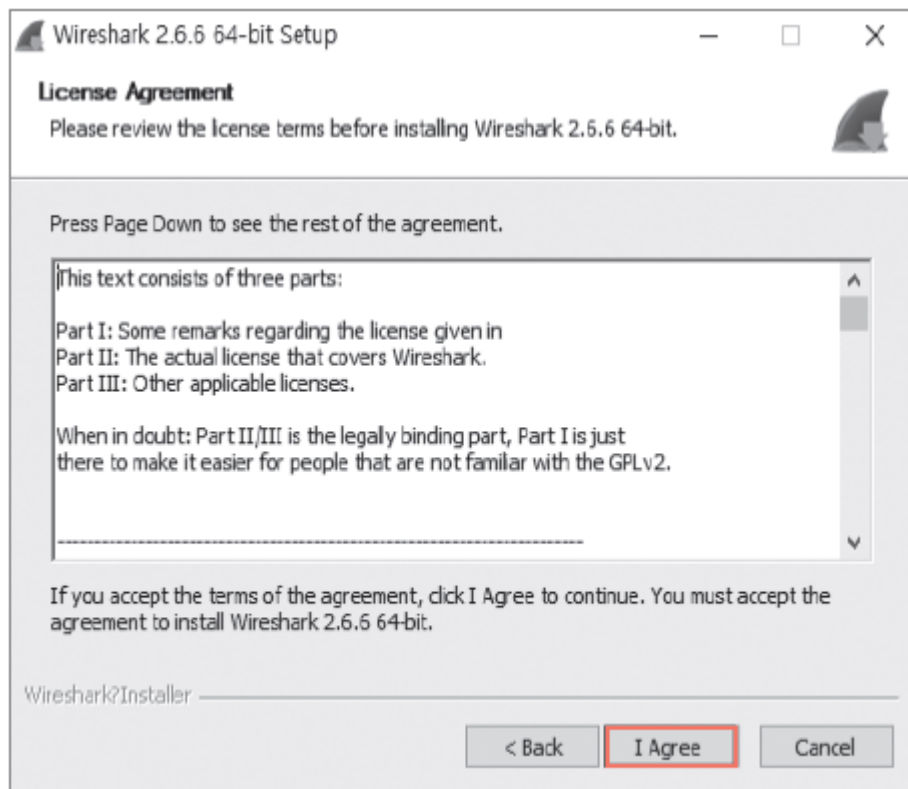 Wireshark 2.6.6 64-bit Setup
License Agreement
Please review the license terms before installing Wireshark 2.6.6 64-bit.
Press Page Down to see the rest of the agreement.
This text consists of three parts:
Part I: Some remarks regarding the license given in
Part II: The actual license that covers Wireshark.
Part III: Other applicable licenses.
When in doubt: Part II/III is the legally binding part, Part I is just
there to make it easier for people that are not familiar with the GPLv2.
------------------------------------------------------------------------
If you accept the terms of the agreement, click I Agree to continue. You must accept the
agreement to install Wireshark 2.6.6 64-bit.
Wireshark?Installer
< Back I Agree Cancel